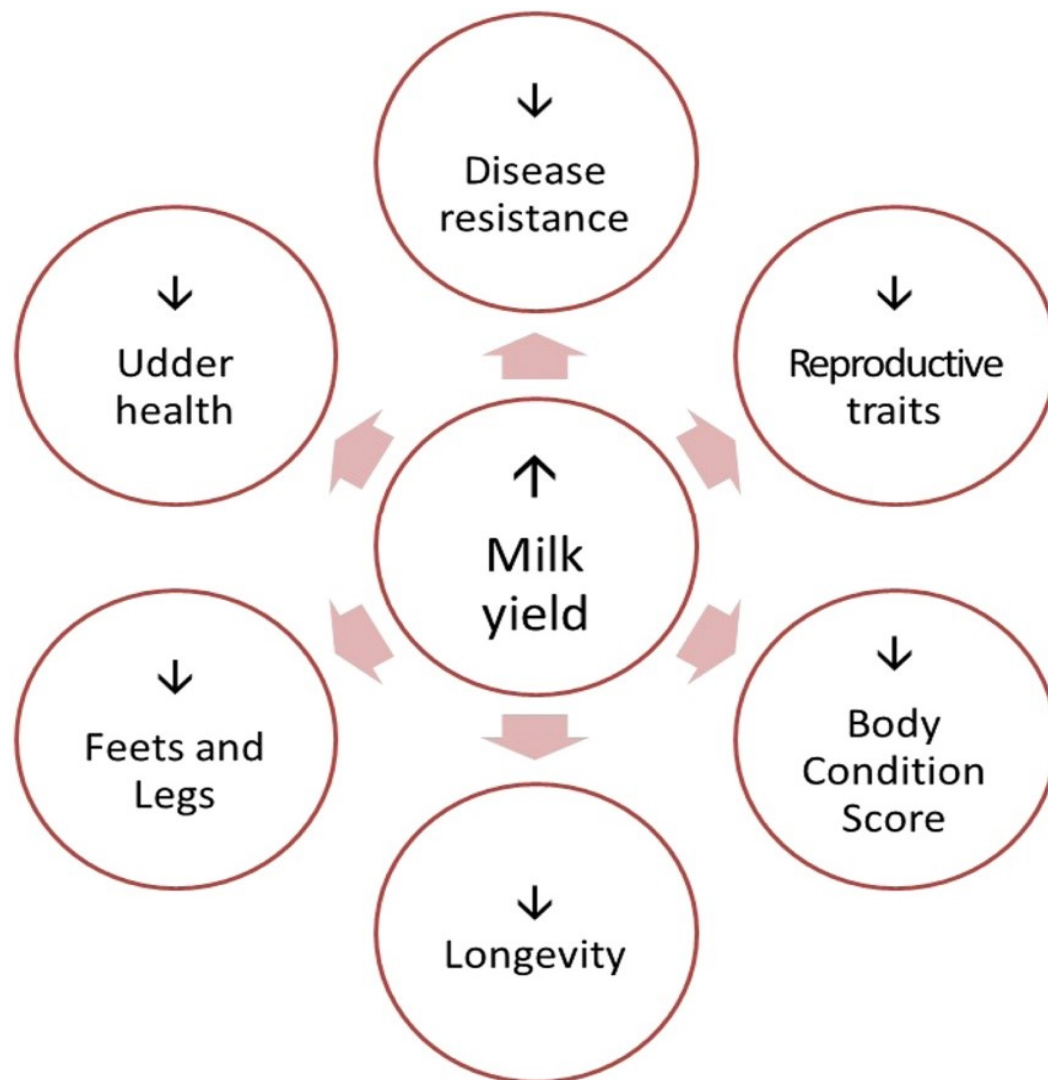 ↓
Disease
resistance
↓
Udder
health
↓
Reproductive
traits
↑
Milk
yield
↓
Feets and
Legs
↓
Body
Condition
Score
↓
Longevity